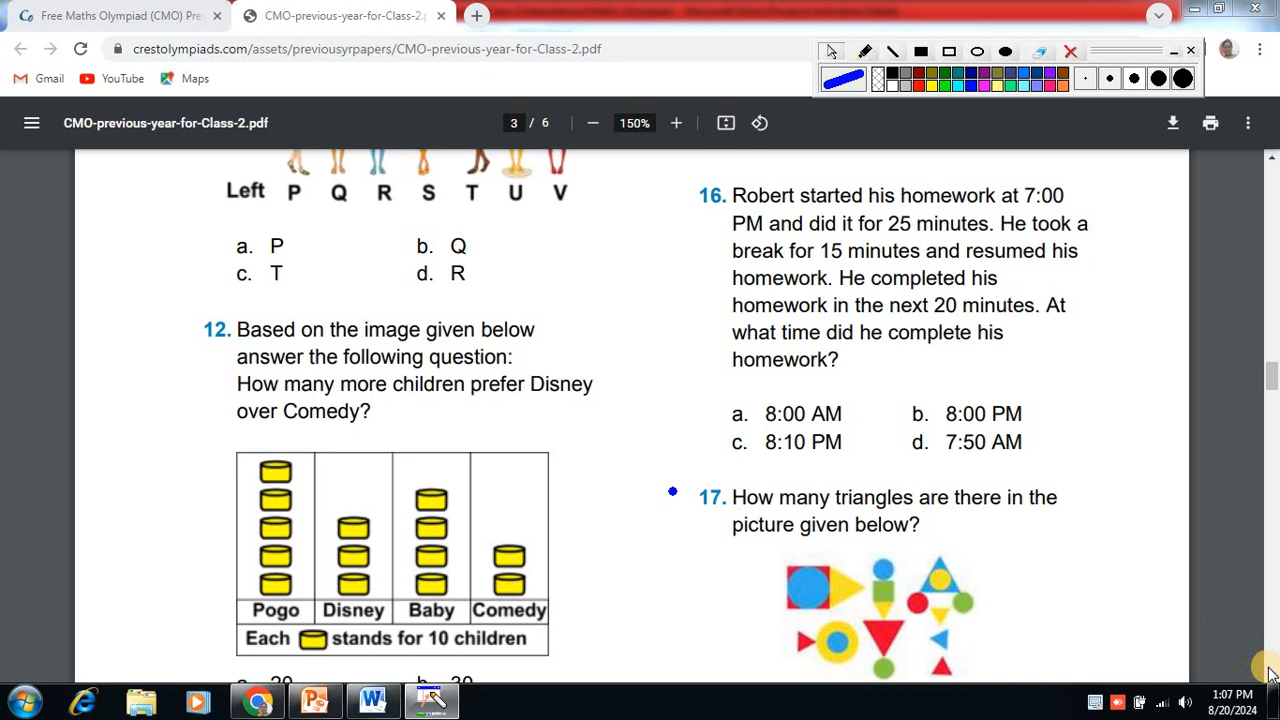 Free Maths Olympiad (CMO) Pre
CMO-previous-year-for-Class-2.p
crestolympiads.com/assets/previousyrpapers/CMO-previous-year-for-Class-2.pdf
Gmail
YouTube
Maps
CMO-previous-year-for-Class-2.pdf
3 / 6
150%
Left P Q R S T U V
a. P b. Q
c. T d. R
12. Based on the image given below
answer the following question:
How many more children prefer Disney
over Comedy?
Pogo Disney Baby Comedy
Each stands for 10 children
16. Robert started his homework at 7:00
PM and did it for 25 minutes. He took a
break for 15 minutes and resumed his
homework. He completed his
homework in the next 20 minutes. At
what time did he complete his
homework?
a. 8:00 AM b. 8:00 PM
c. 8:10 PM d. 7:50 AM
17. How many triangles are there in the
picture given below?
1:07 PM
8/20/2024